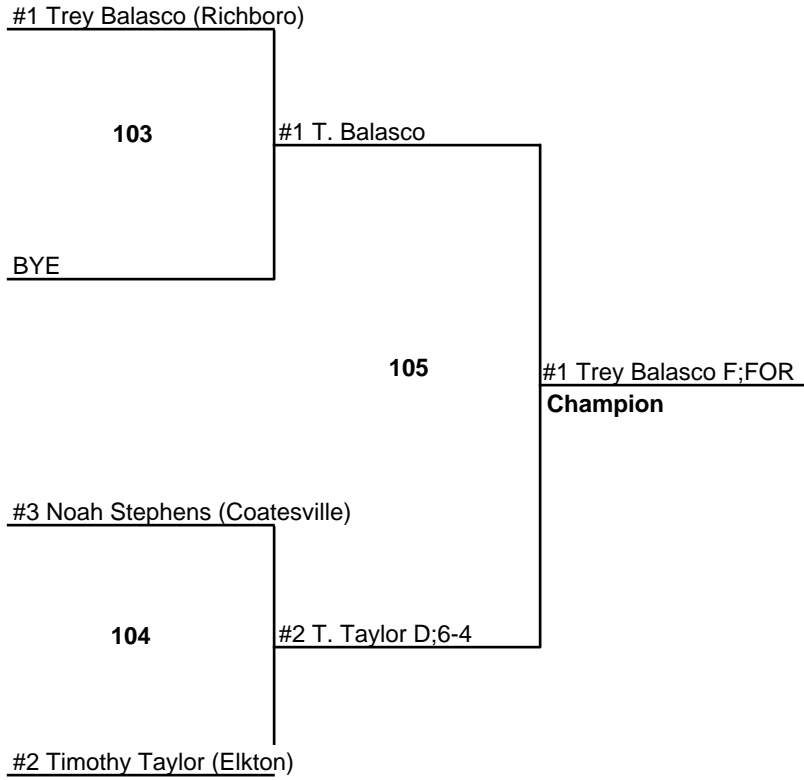 #1 Trey Balasco (Richboro)
103
#1 T. Balasco
BYE
105
#1 Trey Balasco F;FOR
Champion
#3 Noah Stephens (Coatesville)
104
#2 T. Taylor D;6-4
#2 Timothy Taylor (Elkton)